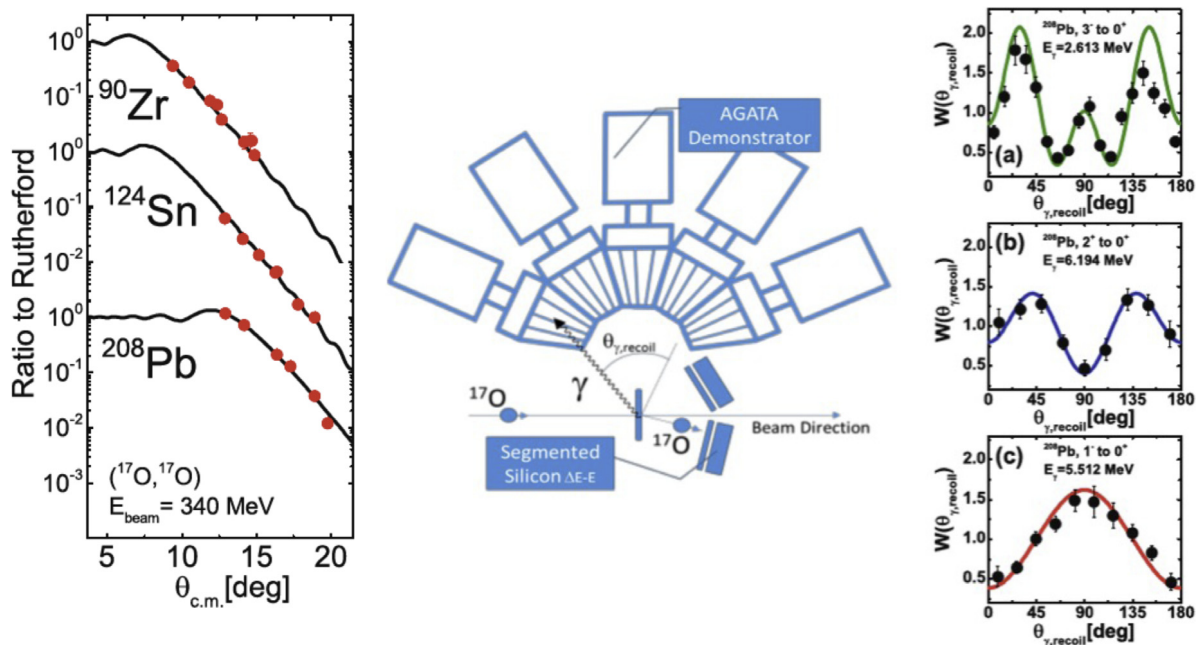 Ratio to Rutherford
10⁰
10⁻¹
10⁰
10⁻¹
10⁻²
10⁰
10⁻¹
10⁻²
10⁻³
⁹⁰Zr
¹²⁴Sn
²⁰⁸Pb
(¹⁷O,¹⁷O)
E_beam= 340 MeV
5 10 15 20
θ_c.m.[deg]
AGATA
Demonstrator
θ_γ,recoil
γ
¹⁷O
¹⁷O
Beam Direction
Segmented
Silicon ΔE-E
²⁰⁸Pb, 3⁻ to 0⁺
E_γ=2.613 MeV
W(θ_γ,recoil)
2.0
1.5
1.0
0.5
(a)
0 45 90 135 180
θ_γ,recoil[deg]
(b)
²⁰⁸Pb, 2⁺ to 0⁺
E_γ=6.194 MeV
W(θ_γ,recoil)
2.0
1.5
1.0
0.5
0 45 90 135 180
θ_γ,recoil[deg]
(c)
²⁰⁸Pb, 1⁻ to 0⁺
E_γ=5.512 MeV
W(θ_γ,recoil)
2.0
1.5
1.0
0.5
0 45 90 135 180
θ_γ,recoil[deg]